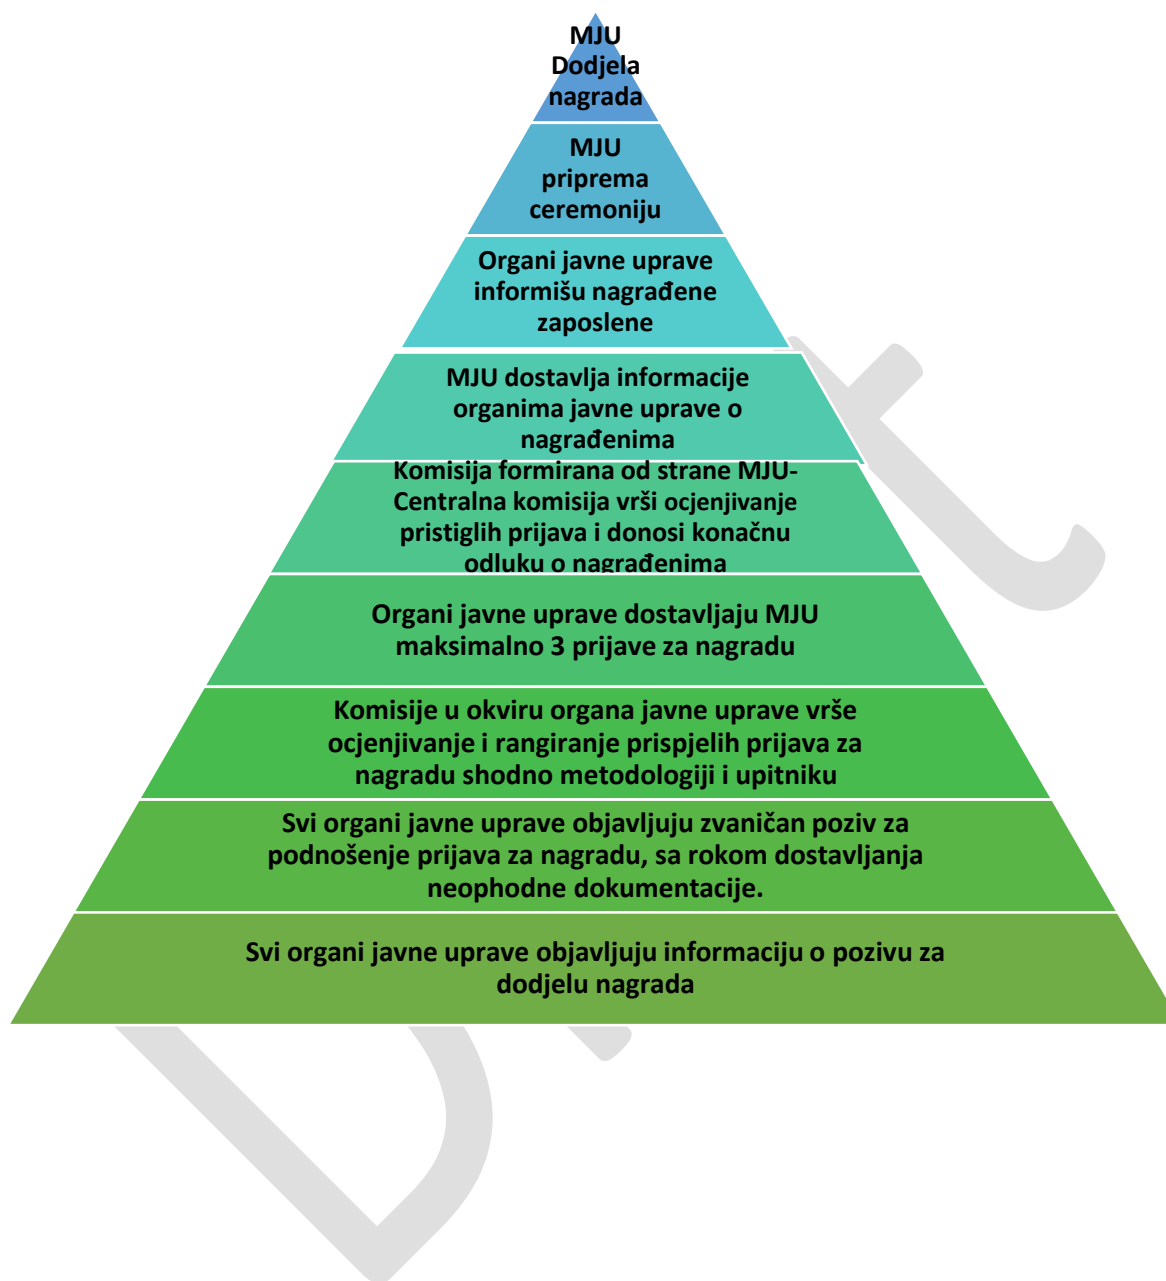 MJU
Dodjela
nagrada
MJU
priprema
ceremoniju
Organi javne uprave
informišu nagrađene
zaposlene
MJU dostavlja informacije
organima javne uprave o
nagrađenima
Komisija formirana od strane MJU-
Centralna komisija vrši ocjenjivanje
pristiglih prijava i donosi konačnu
odluku o nagrađenima
Organi javne uprave dostavljaju MJU
maksimalno 3 prijave za nagradu
Komisije u okviru organa javne uprave vrše
ocjenjivanje i rangiranje prispjelih prijava za
nagradu shodno metodologiji i upitniku
Svi organi javne uprave objavljuju zvaničan poziv za
podnošenje prijava za nagradu, sa rokom dostavljanja
neophodne dokumentacije.
Svi organi javne uprave objavljuju informaciju o pozivu za
dodjelu nagrada